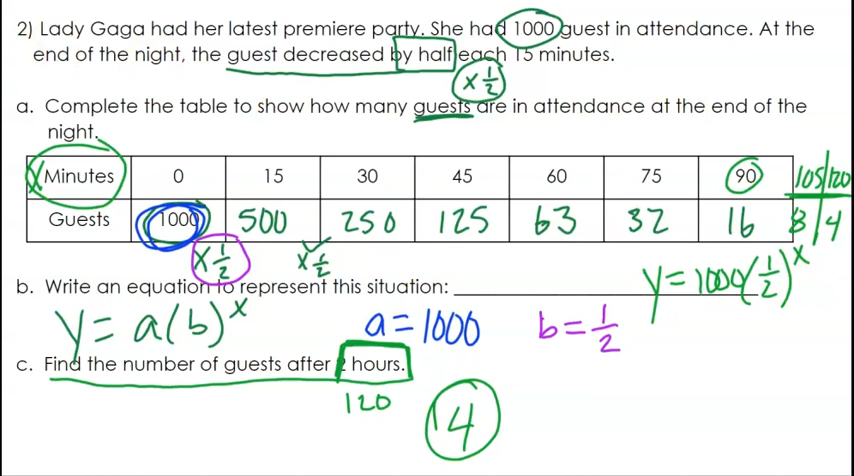 2) Lady Gaga had her latest premiere party. She had 1000 guest in attendance. At the
end of the night, the guest decreased by half each 15 minutes.
x 1/2
a. Complete the table to show how many guests are in attendance at the end of the
night.
x Minutes 0 15 30 45 60 75 90 105 120
Guests 1000 500 250 125 63 32 16 8 4
x 1/2 x 1/2
b. Write an equation to represent this situation: y = 1000(1/2)^x
y = a(b)^x a = 1000 b = 1/2
c. Find the number of guests after 2 hours.
120 4